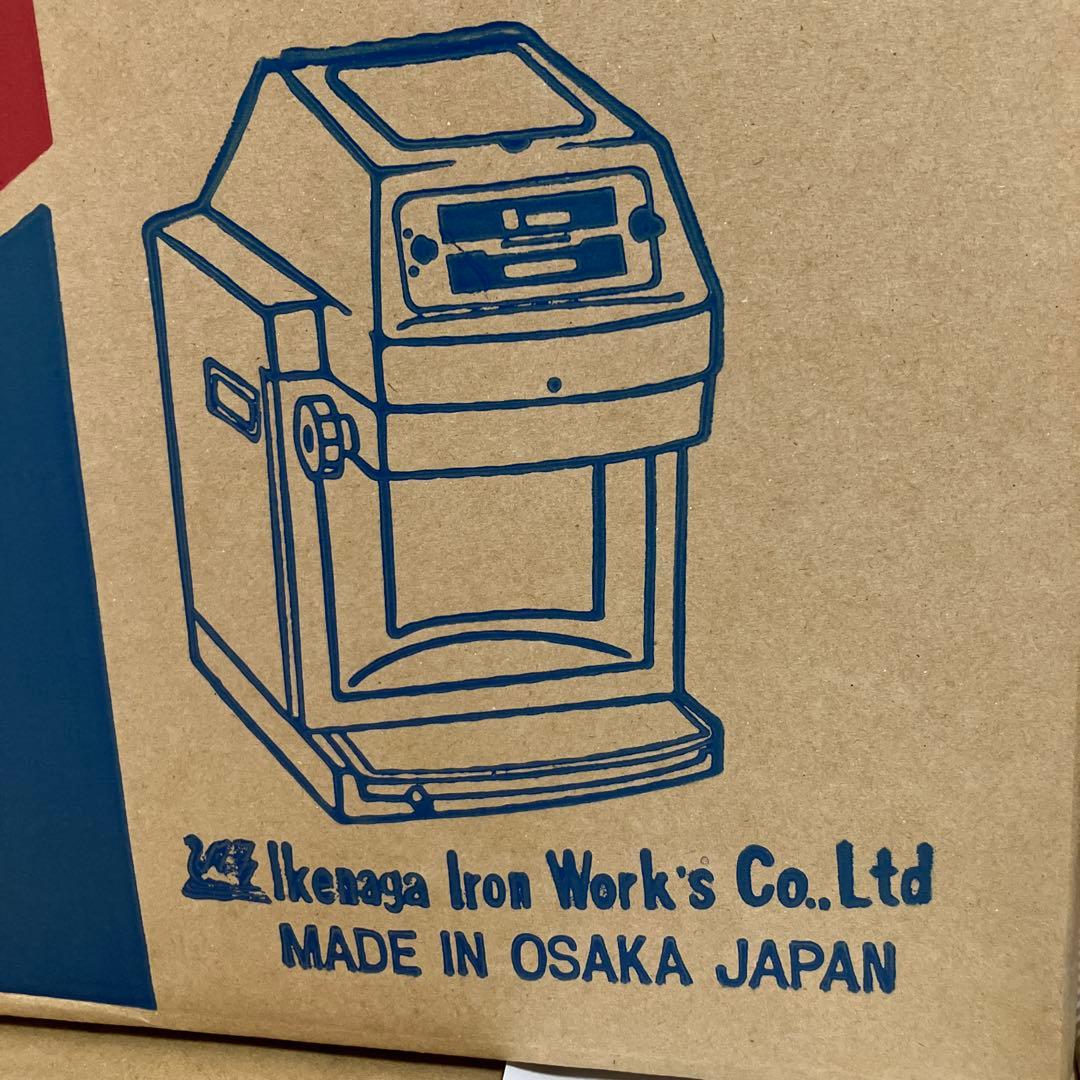 Ikenaga Iron Work's Co.,Ltd
MADE IN OSAKA JAPAN